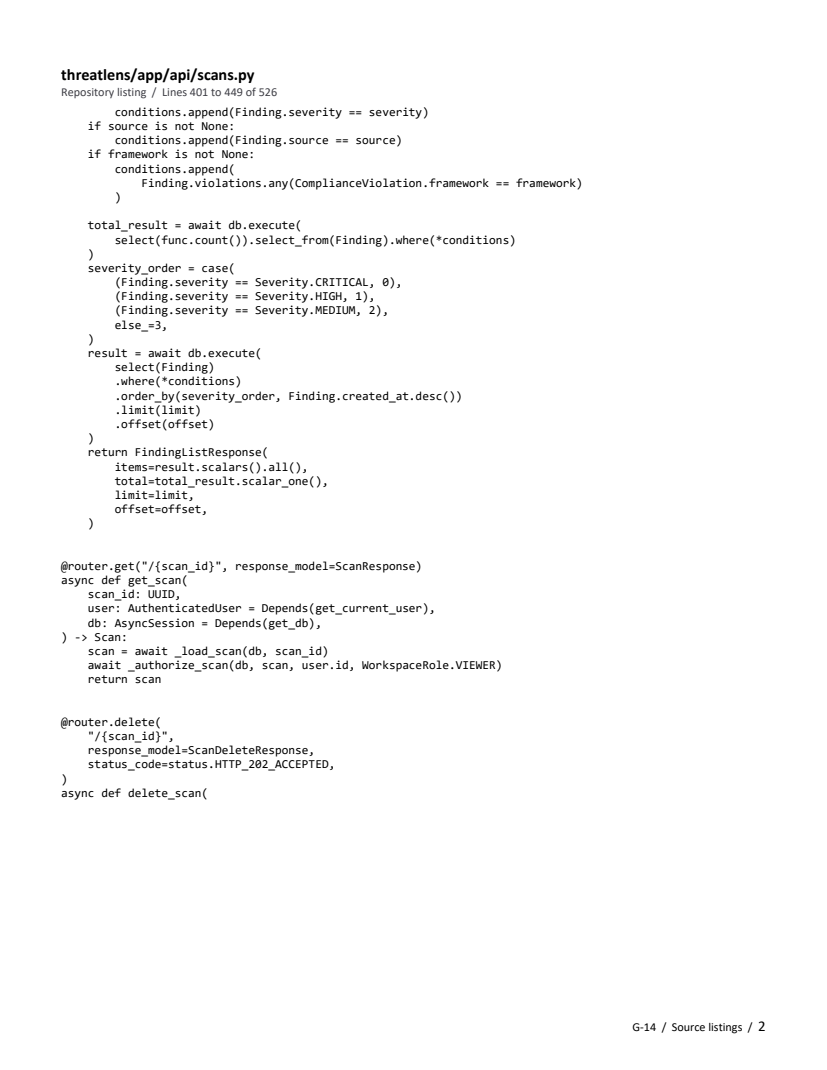 threatlens/app/api/scans.py
Repository listing / Lines 401 to 449 of 526
        conditions.append(Finding.severity == severity)
    if source is not None:
        conditions.append(Finding.source == source)
    if framework is not None:
        conditions.append(
            Finding.violations.any(ComplianceViolation.framework == framework)
        )

    total_result = await db.execute(
        select(func.count()).select_from(Finding).where(*conditions)
    )
    severity_order = case(
        (Finding.severity == Severity.CRITICAL, 0),
        (Finding.severity == Severity.HIGH, 1),
        (Finding.severity == Severity.MEDIUM, 2),
        else_=3,
    )
    result = await db.execute(
        select(Finding)
        .where(*conditions)
        .order_by(severity_order, Finding.created_at.desc())
        .limit(limit)
        .offset(offset)
    )
    return FindingListResponse(
        items=result.scalars().all(),
        total=total_result.scalar_one(),
        limit=limit,
        offset=offset,
    )


@router.get("/{scan_id}", response_model=ScanResponse)
async def get_scan(
    scan_id: UUID,
    user: AuthenticatedUser = Depends(get_current_user),
    db: AsyncSession = Depends(get_db),
) -> Scan:
    scan = await _load_scan(db, scan_id)
    await _authorize_scan(db, scan, user.id, WorkspaceRole.VIEWER)
    return scan


@router.delete(
    "/{scan_id}",
    response_model=ScanDeleteResponse,
    status_code=status.HTTP_202_ACCEPTED,
)
async def delete_scan(
G-14 / Source listings / 2